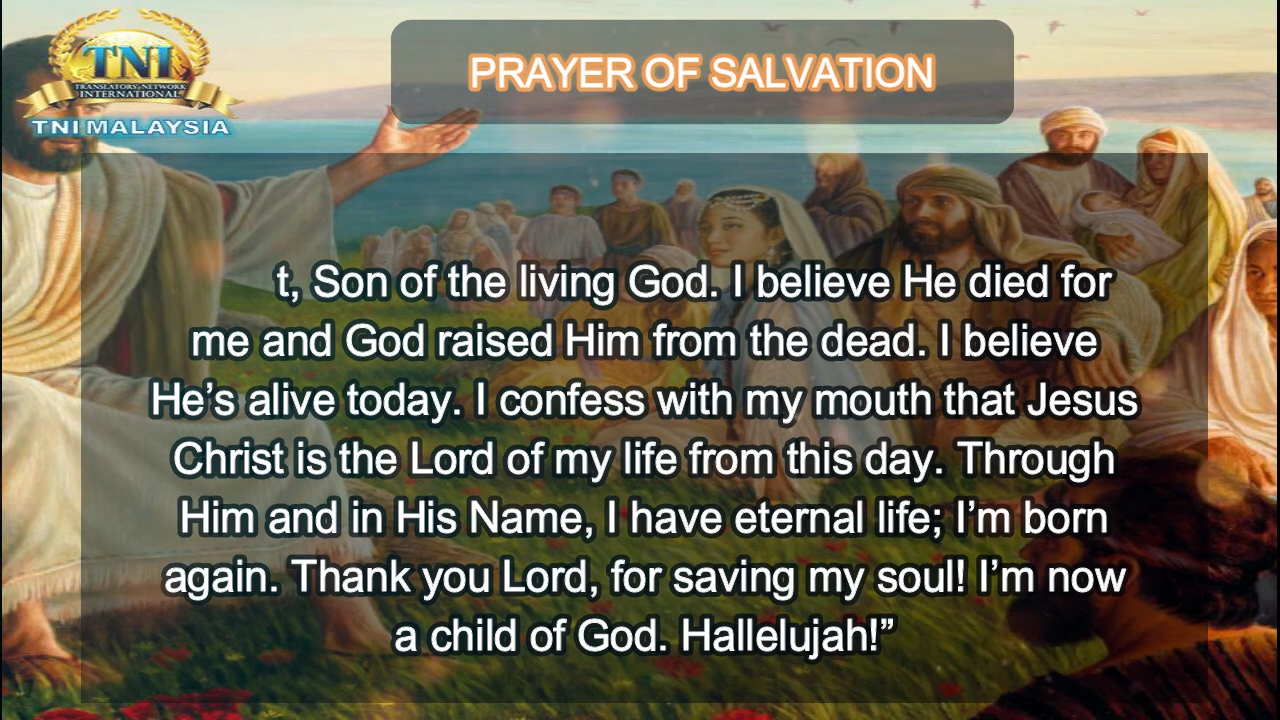 TNI
TRANSLATORS' NETWORK
INTERNATIONAL
TNI MALAYSIA
PRAYER OF SALVATION
t, Son of the living God. I believe He died for
me and God raised Him from the dead. I believe
He’s alive today. I confess with my mouth that Jesus
Christ is the Lord of my life from this day. Through
Him and in His Name, I have eternal life; I’m born
again. Thank you Lord, for saving my soul! I’m now
a child of God. Hallelujah!”